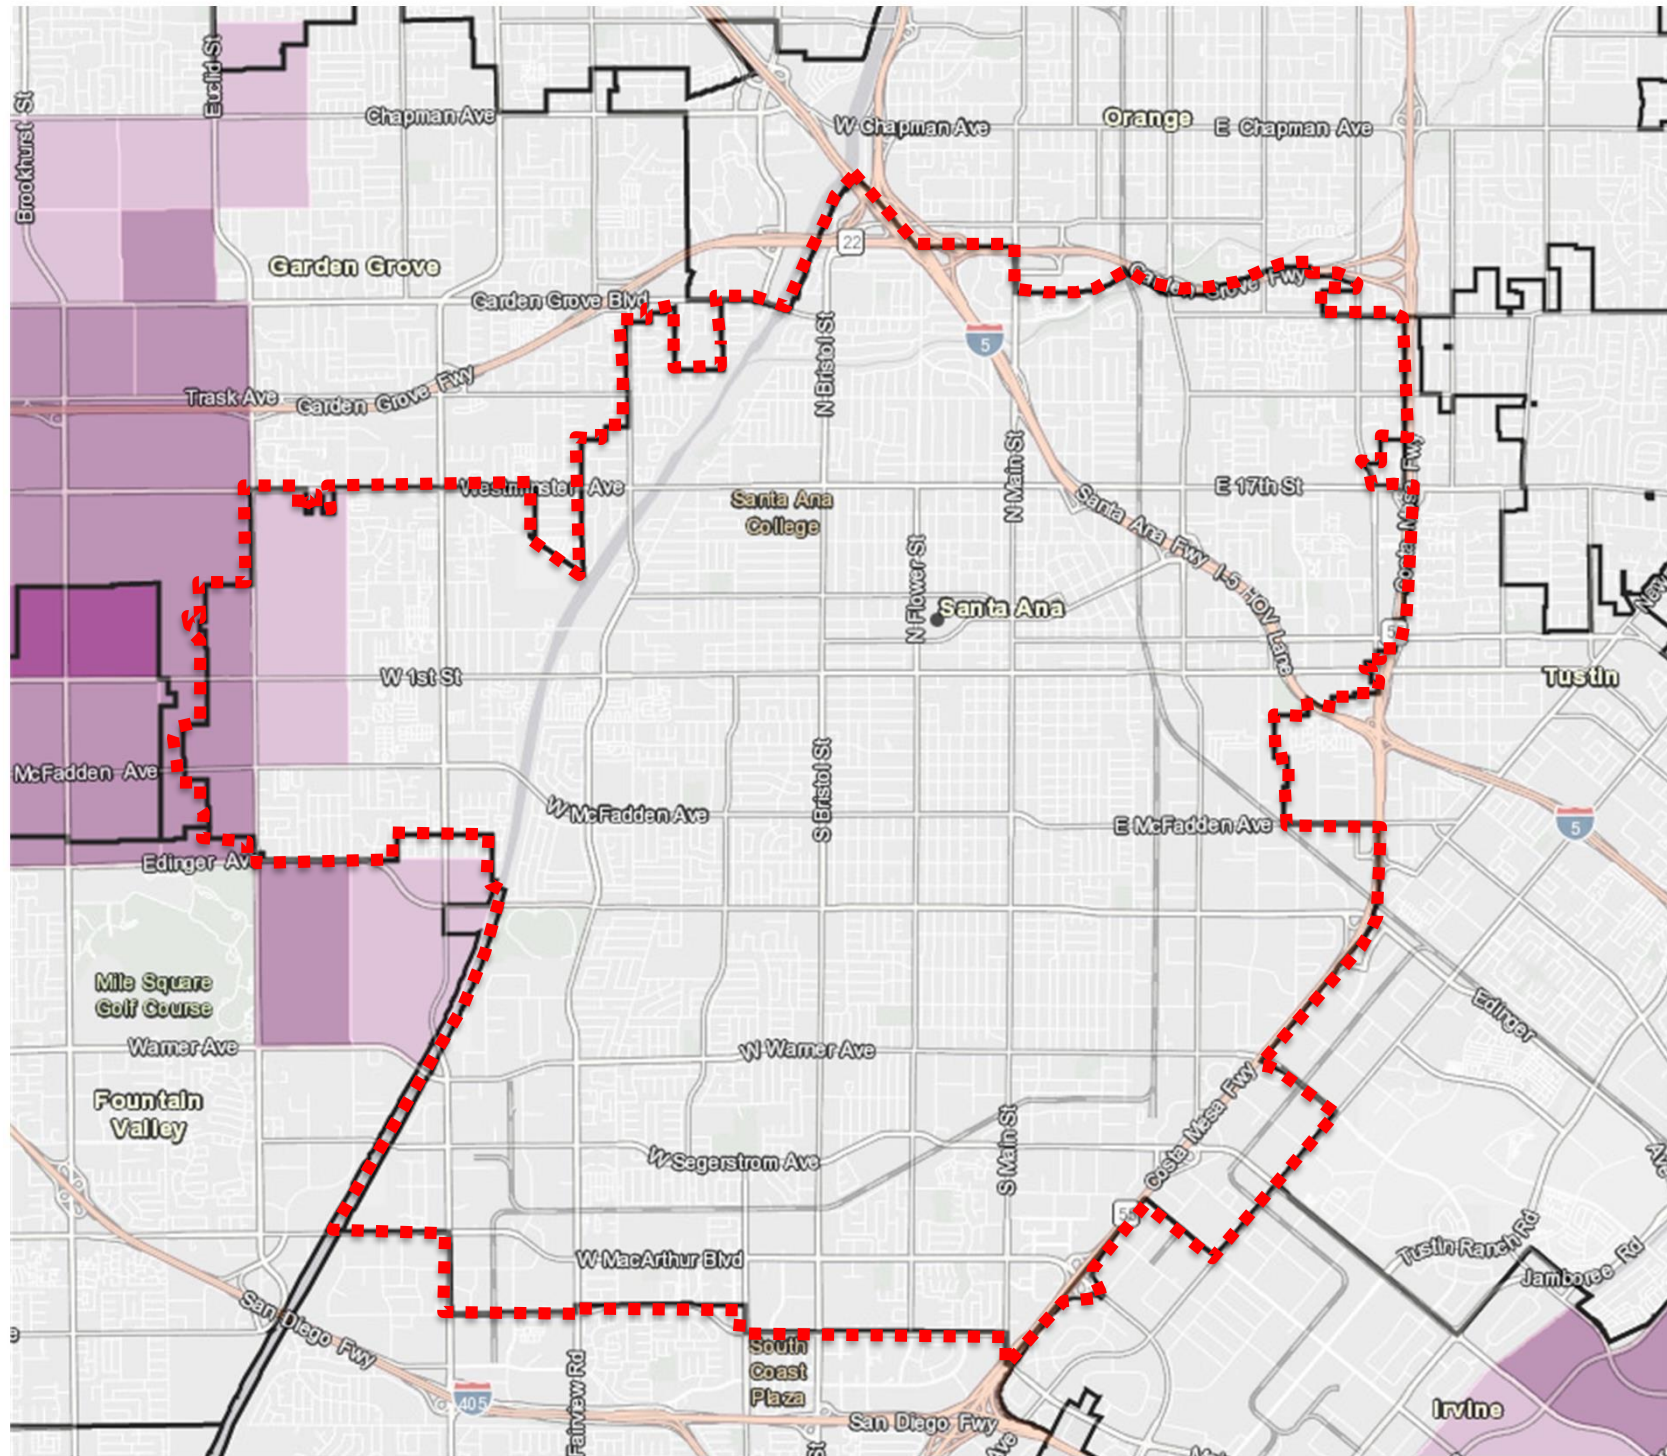 Euclid St
Brookhurst St
Chapman Ave
W Chapman Ave
Orange
E Chapman Ave
Garden Grove
22
Garden Grove Blvd
Garden Grove Fwy
N Bristol St
5
Trask Ave
Garden Grove Fwy
N Main St
Costa Mesa Fwy
Westminster Ave
Santa Ana
College
E 17th St
Santa Ana Fwy
I-5 HOV Lane
N Flower St
Santa Ana
W 1st St
Tustin
McFadden Ave
W McFadden Ave
S Bristol St
E McFadden Ave
5
Edinger Av
Mile Square
Golf Course
Edinger
Ave
Warner Ave
W Warner Ave
Fountain
Valley
Costa Mesa Fwy
W Segerstrom Ave
S Main St
W MacArthur Blvd
Tustin Ranch Rd
Jamboree Rd
San Diego Fwy
South
Coast
Plaza
Fairview Rd
405
San Diego Fwy
Irvine
St
Ave